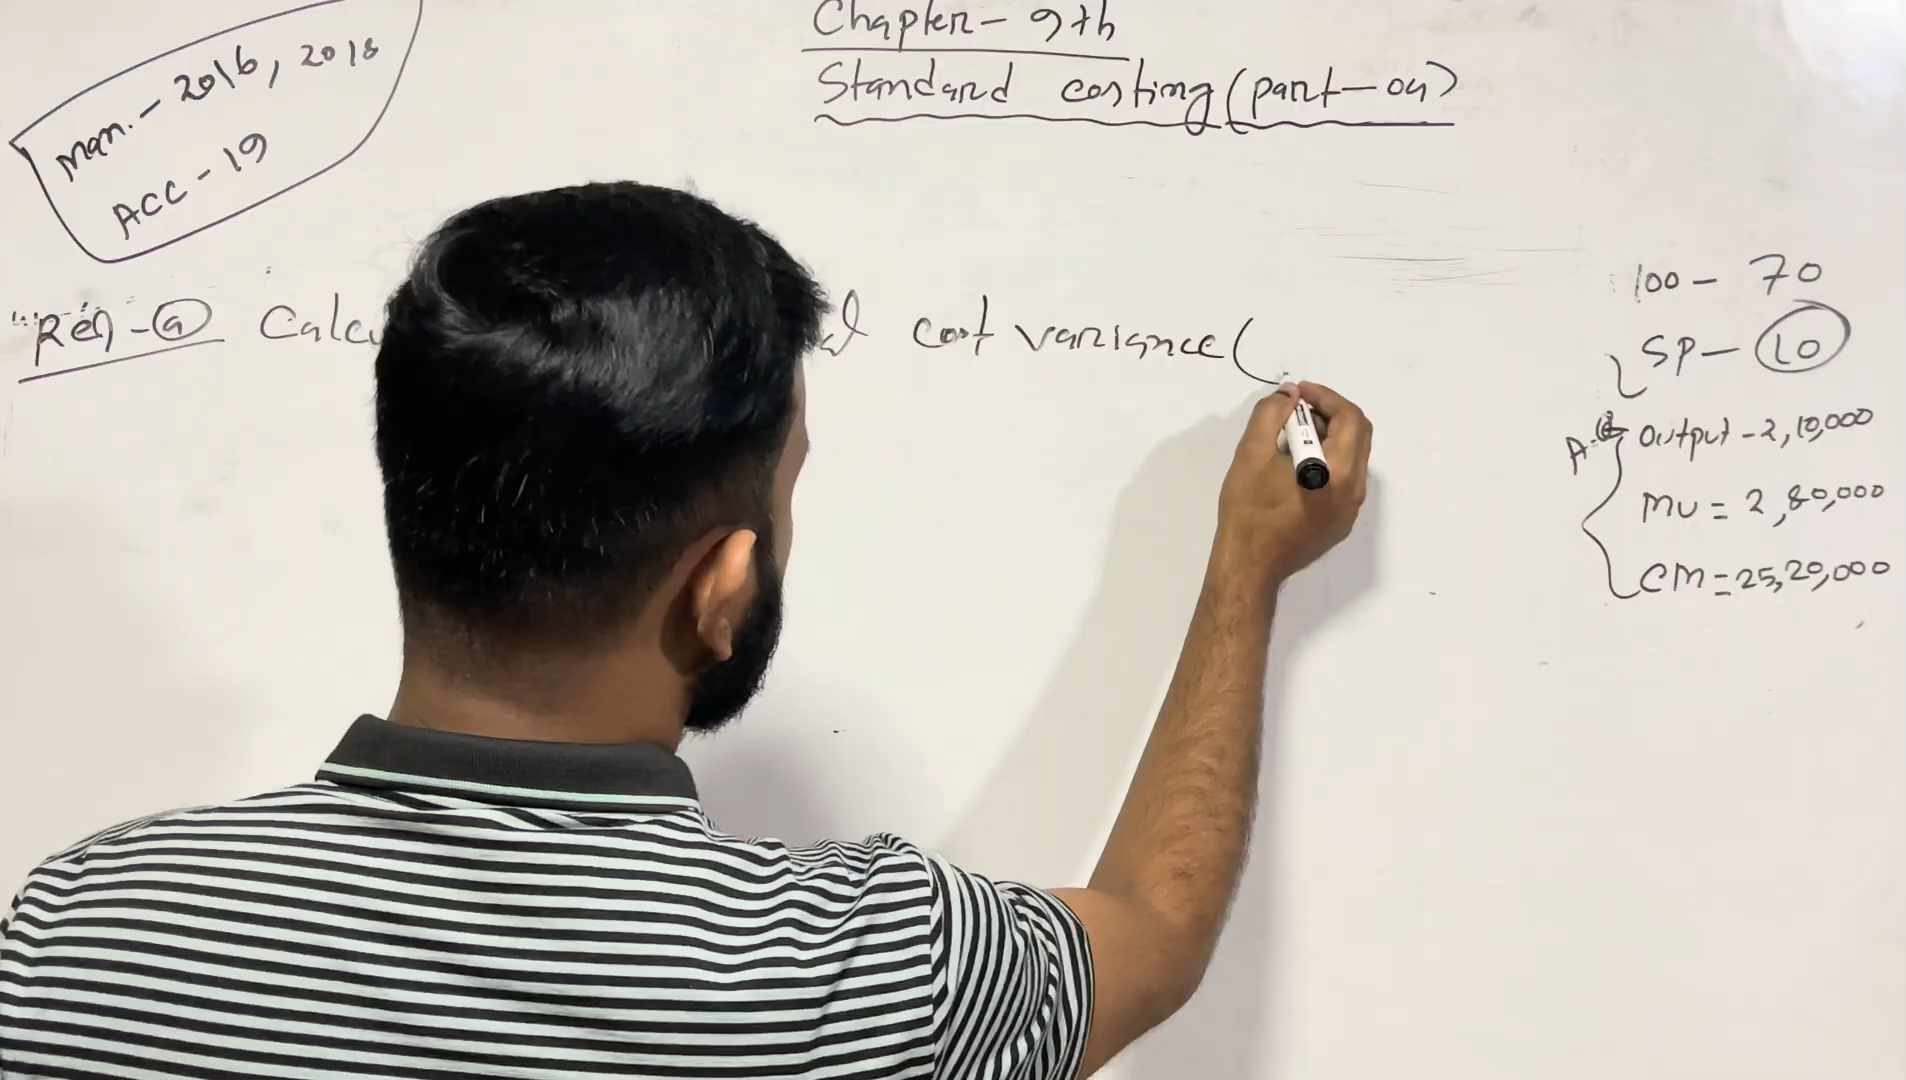 Chapter - 9th
Standard costing (part-04)
Man. - 2016, 2018
ACC - 19
Req - a Calcu l cost variance (
100 - 70
SP - 10
output - 2,10,000
MU = 2,80,000
CM = 25,20,000